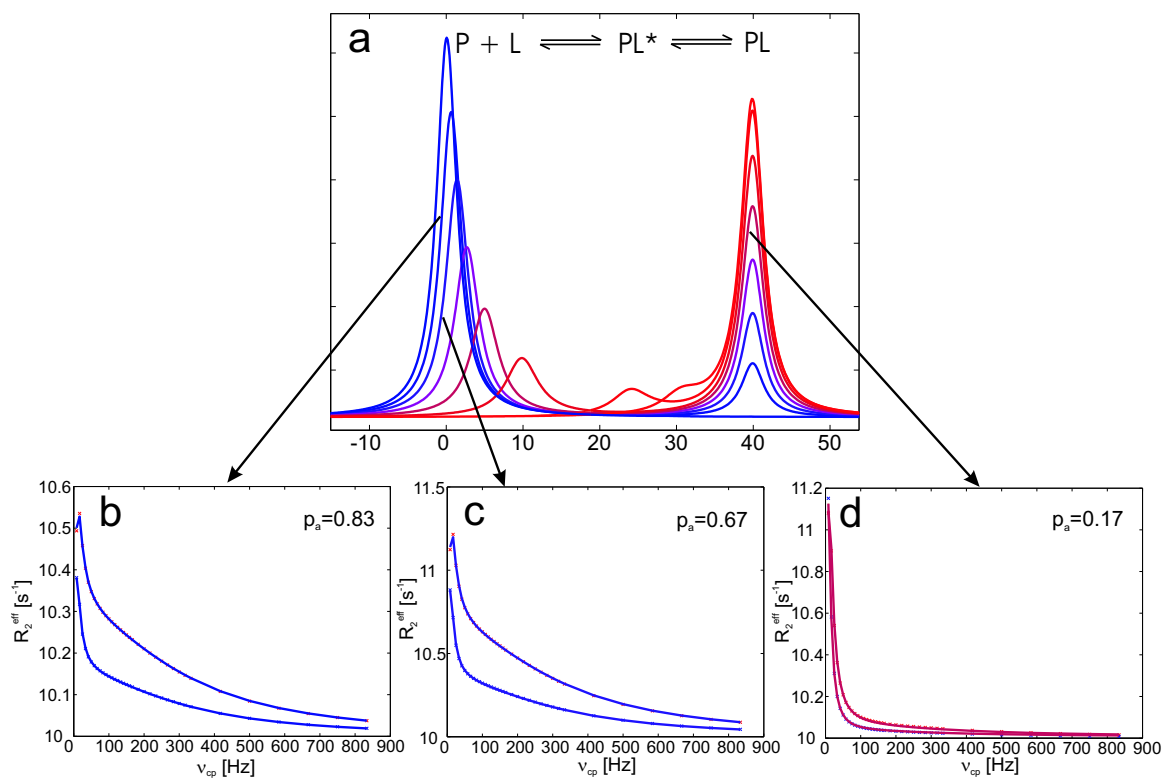 a
P + L ⇌ PL* ⇌ PL
-10 0 10 20 30 40 50
b
p_a=0.83
10.6
10.5
10.4
10.3
10.2
10.1
10
R_2^eff [s^-1]
0 100 200 300 400 500 600 700 800 900
ν_cp [Hz]
c
p_a=0.67
11.5
11
10.5
10
R_2^eff [s^-1]
0 100 200 300 400 500 600 700 800 900
ν_cp [Hz]
d
p_a=0.17
11.2
11
10.8
10.6
10.4
10.2
10
R_2^eff [s^-1]
0 100 200 300 400 500 600 700 800 900
ν_cp [Hz]